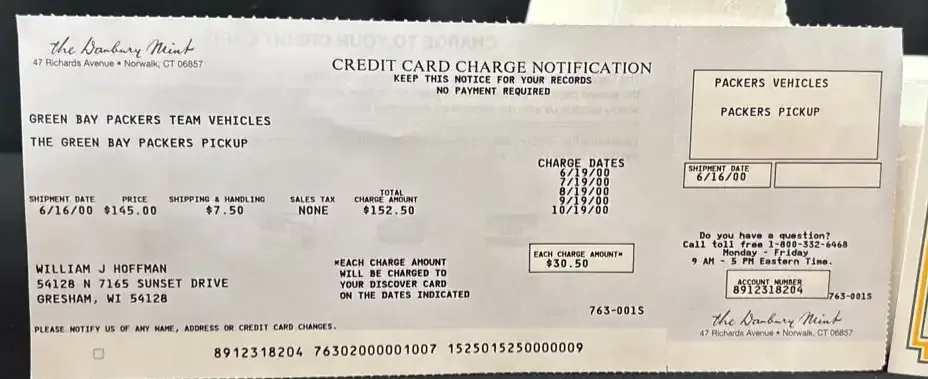 The Danbury Mint
47 Richards Avenue • Norwalk, CT 06857
CREDIT CARD CHARGE NOTIFICATION
KEEP THIS NOTICE FOR YOUR RECORDS
NO PAYMENT REQUIRED
GREEN BAY PACKERS TEAM VEHICLES
THE GREEN BAY PACKERS PICKUP
CHARGE DATES
6/19/00
7/19/00
8/19/00
9/19/00
10/19/00
SHIPMENT DATE PRICE SHIPPING & HANDLING SALES TAX TOTAL CHARGE AMOUNT
6/16/00 $145.00 $7.50 NONE $152.50
EACH CHARGE AMOUNT*
$30.50
WILLIAM J HOFFMAN
54128 N 7165 SUNSET DRIVE
GRESHAM, WI 54128
*EACH CHARGE AMOUNT
WILL BE CHARGED TO
YOUR DISCOVER CARD
ON THE DATES INDICATED
763-001S
PLEASE NOTIFY US OF ANY NAME, ADDRESS OR CREDIT CARD CHANGES.
8912318204 76302000001007 1525015250000009
PACKERS VEHICLES
PACKERS PICKUP
SHIPMENT DATE
6/16/00
Do you have a question?
Call toll free 1-800-332-6468
Monday - Friday
9 AM - 5 PM Eastern Time.
ACCOUNT NUMBER
8912318204
763-001S
The Danbury Mint
47 Richards Avenue • Norwalk, CT 06857